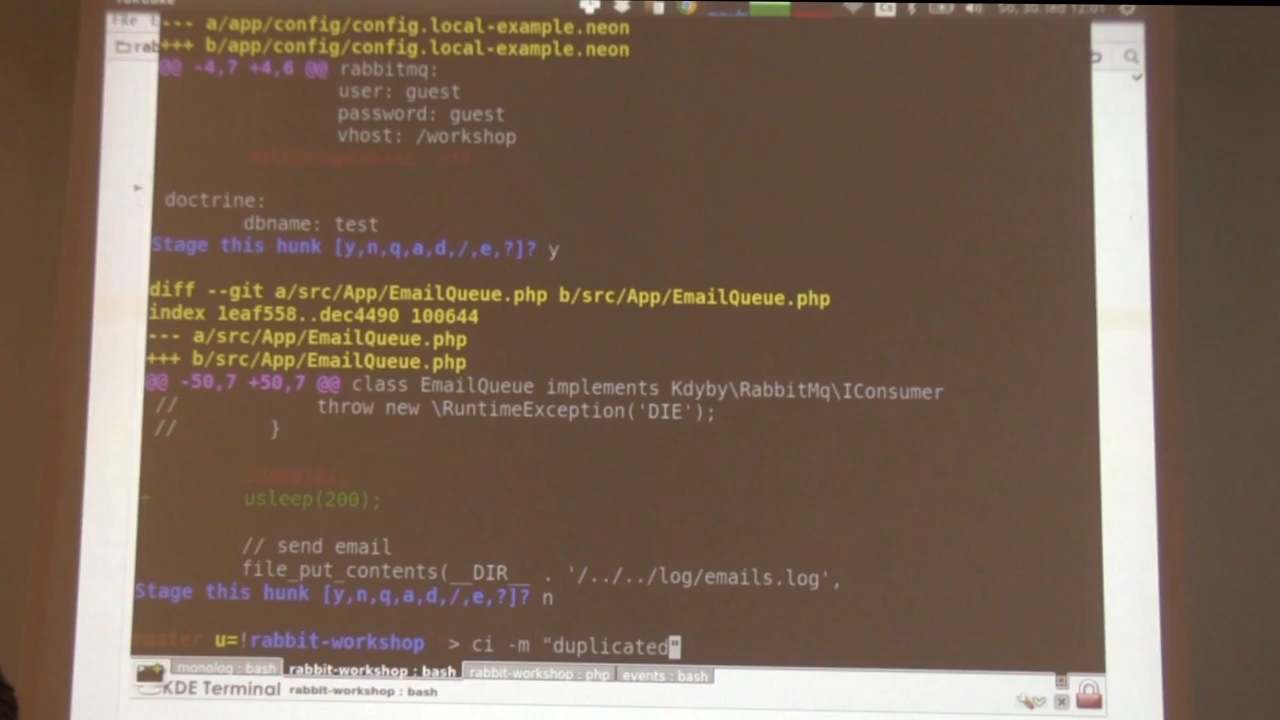 File
--- a/app/config/config.local-example.neon
rab
+++ b/app/config/config.local-example.neon
@@ -4,7 +4,6 @@ rabbitmq:
user: guest
password: guest
vhost: /workshop
doctrine:
dbname: test
Stage this hunk [y,n,q,a,d,/,e,?]? y
diff --git a/src/App/EmailQueue.php b/src/App/EmailQueue.php
index 1eaf558..dec4490 100644
--- a/src/App/EmailQueue.php
+++ b/src/App/EmailQueue.php
@@ -50,7 +50,7 @@ class EmailQueue implements Kdyby\RabbitMq\IConsumer
// throw new \RuntimeException('DIE');
// }
+ usleep(200);
// send email
file_put_contents(__DIR__ . '/../../log/emails.log',
Stage this hunk [y,n,q,a,d,/,e,?]? n
master u=!rabbit-workshop > ci -m "duplicated"
monolog : bash rabbit-workshop : bash rabbit-workshop : php events : bash
KDE Terminal rabbit-workshop : bash